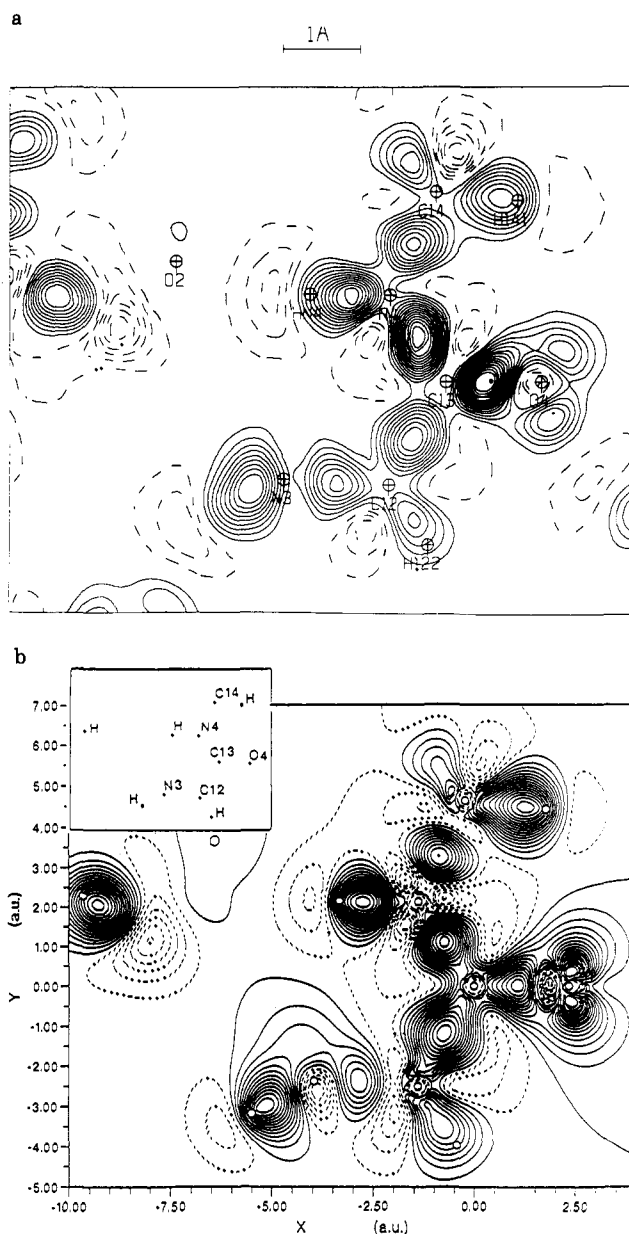 a
1A
C14
H141
O2
C13
O4
N3
C12
H122
b
C14 H
H H N4
C13 O4
N3 C12
H H
7.00
6.00
5.00
4.00
3.00
2.00
1.00
0.00
-1.00
-2.00
-3.00
-4.00
-5.00
Y (a.u.)
-10.00 -7.50 -5.00 -2.50 0.00 2.50
X (a.u.)